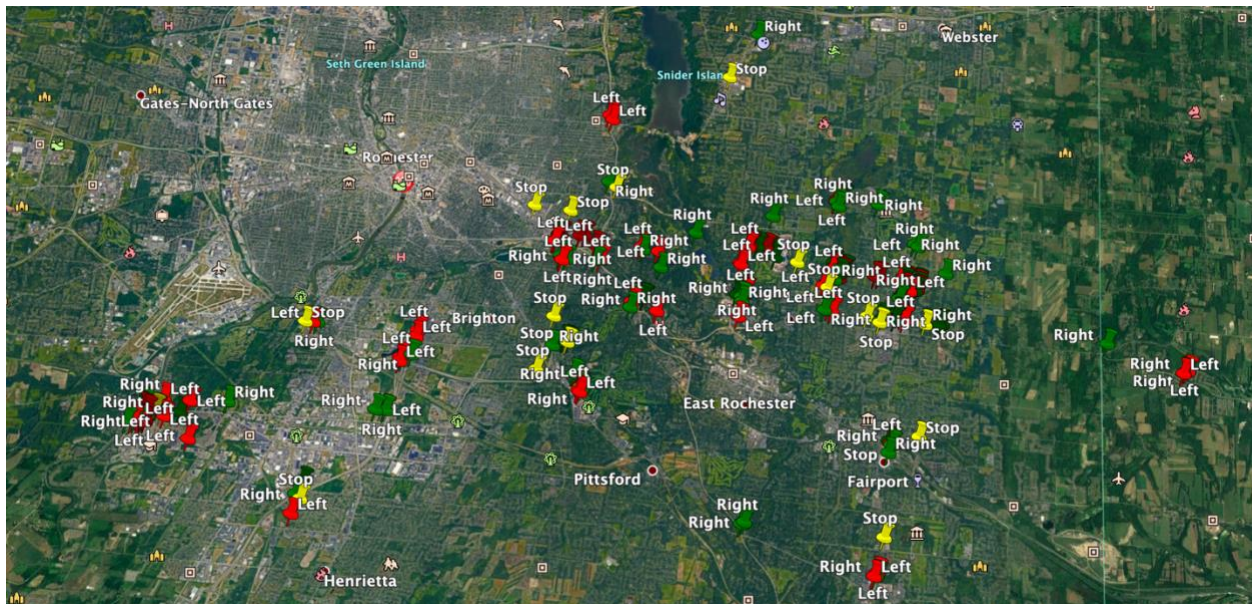 Right
Webster
Seth Green Island
Snider Islan
Stop
Gates-North Gates
Left
Left
Rochester
Stop
Stop
Right
Right
Left
Right
Left
Right
Right
Left
Left
Left
Left
Left
Right
Left
Right
Right
Left
Right
Left
Left
Stop
Left
Left
Right
Left
Right
Right
Left
Stop
Right
Right
Left
Left
Right
Left
Right
Right
Left
Left
Left
Stop
Right
Left
Left
Brighton
Stop
Left
Right
Left
Right
Left
Left
Right
Right
Right
Stop
Stop
Right
Left
Left
Right
Stop
Right
Stop
Right
Right
Left
Right
Left
Right
Left
Right
Left
Right
Left
Right
Right Left
Left
Left
Left
Right
Left
Right
East Rochester
Left
Right
Right
Stop
Stop
Stop
Right
Left
Pittsford
Fairport
Right
Right
Stop
Right
Left
Left
Henrietta